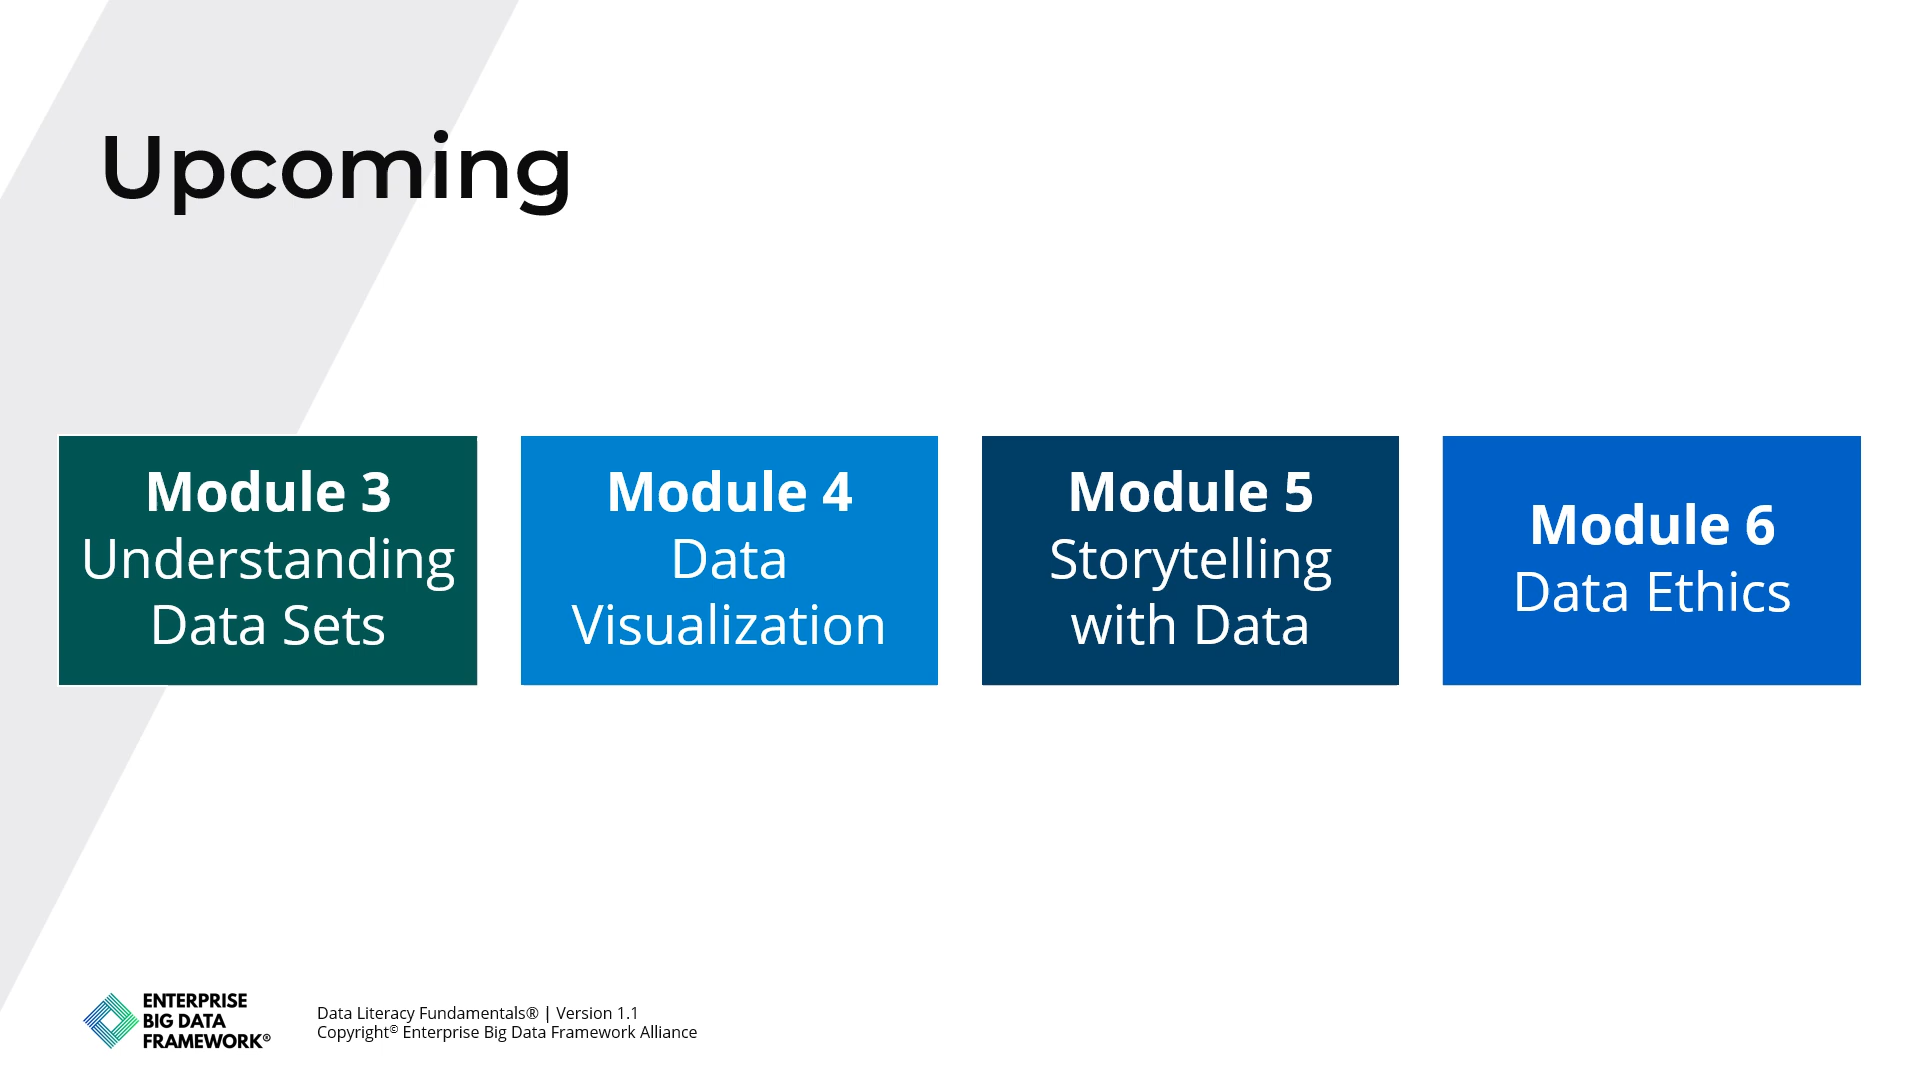 Upcoming
Module 3
Understanding
Data Sets
Module 4
Data
Visualization
Module 5
Storytelling
with Data
Module 6
Data Ethics
ENTERPRISE
BIG DATA
FRAMEWORK®
Data Literacy Fundamentals® | Version 1.1
Copyright© Enterprise Big Data Framework Alliance